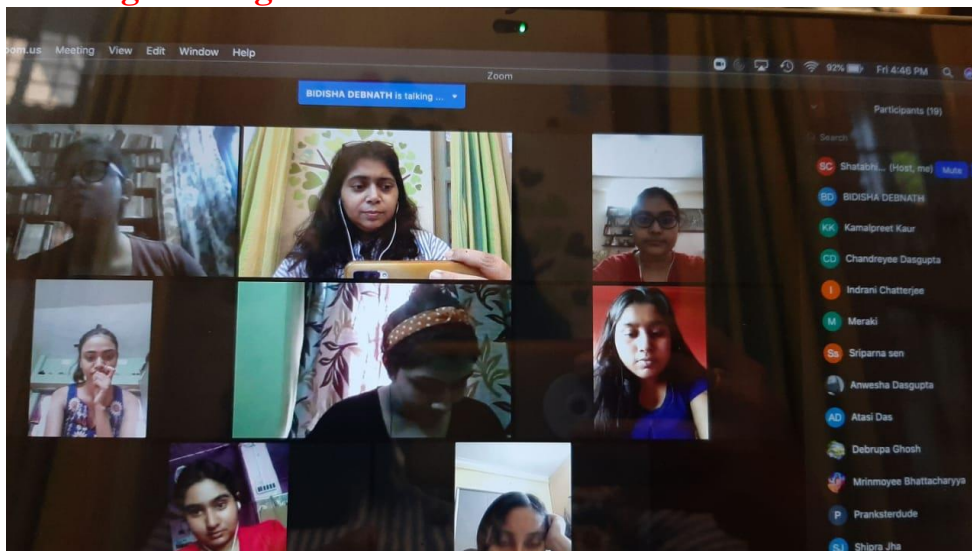 zoom.us Meeting View Edit Window Help
92% Fri 4:46 PM
Zoom
BIDISHA DEBNATH is talking ...
Participants (19)
Search
SC Shatabhi... (Host, me) Mute
BD BIDISHA DEBNATH
KK Kamalpreet Kaur
CD Chandreyee Dasgupta
I Indrani Chatterjee
M Meraki
Ss Sriparna sen
Anwesha Dasgupta
AD Atasi Das
Debrupa Ghosh
Mrinmoyee Bhattacharyya
P Pranksterdude
SJ Shipra Jha